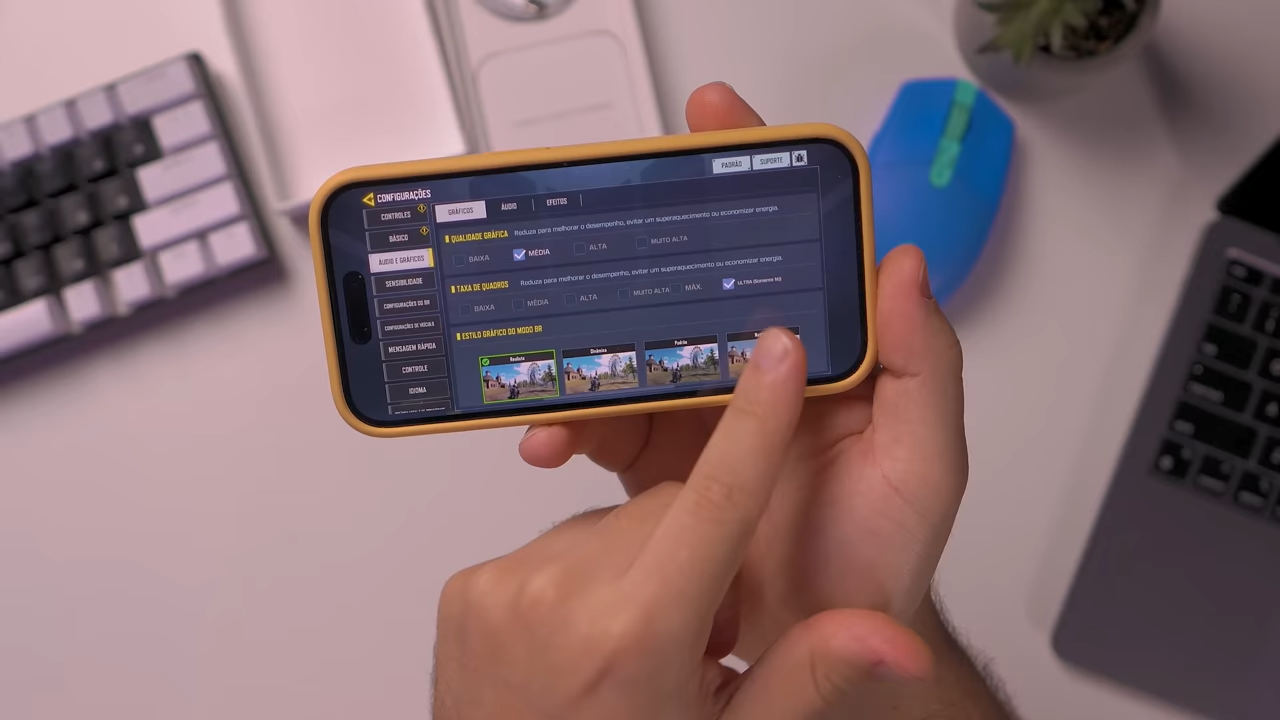 CONFIGURAÇÕES
PADRÃO
SUPORTE
CONTROLES
BÁSICO
ÁUDIO E GRÁFICOS
SENSIBILIDADE
CONFIGURAÇÕES DO BR
CONFIGURAÇÕES DE VEÍCULO
MENSAGEM RÁPIDA
CONTROLE
IDIOMA
GRÁFICOS
ÁUDIO
EFEITOS
QUALIDADE GRÁFICA Reduza para melhorar o desempenho, evitar um superaquecimento ou economizar energia.
BAIXA MÉDIA ALTA MUITO ALTA
TAXA DE QUADROS Reduza para melhorar o desempenho, evitar um superaquecimento ou economizar energia.
BAIXA MÉDIA ALTA MUITO ALTA MÁX. ULTRA (Somente MJ)
ESTILO GRÁFICO DO MODO BR
Realista
Dinâmico
Padrão